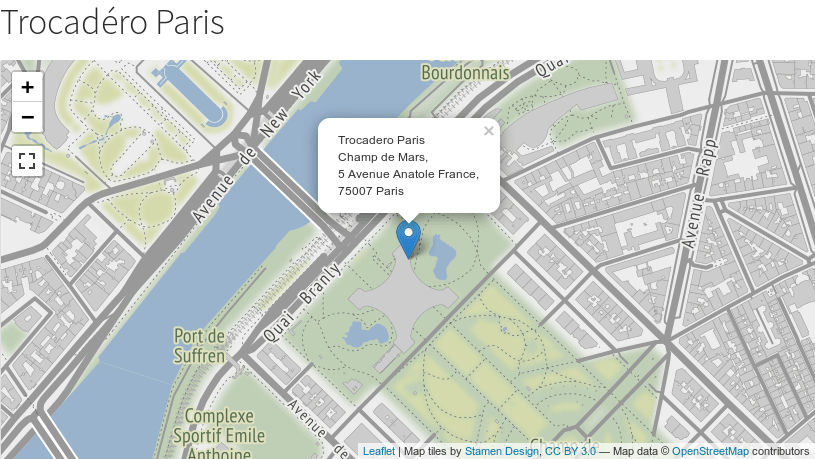 Trocadéro Paris
Bourdonnais
Quai
+
−
Avenue de New York
×
Trocadero Paris
Champ de Mars,
5 Avenue Anatole France,
75007 Paris
Avenue Rapp
Quai Branly
Port de
Suffren
Complexe
Sportif Emile
Anthoine
Avenue de
Leaflet | Map tiles by Stamen Design, CC BY 3.0 — Map data © OpenStreetMap contributors